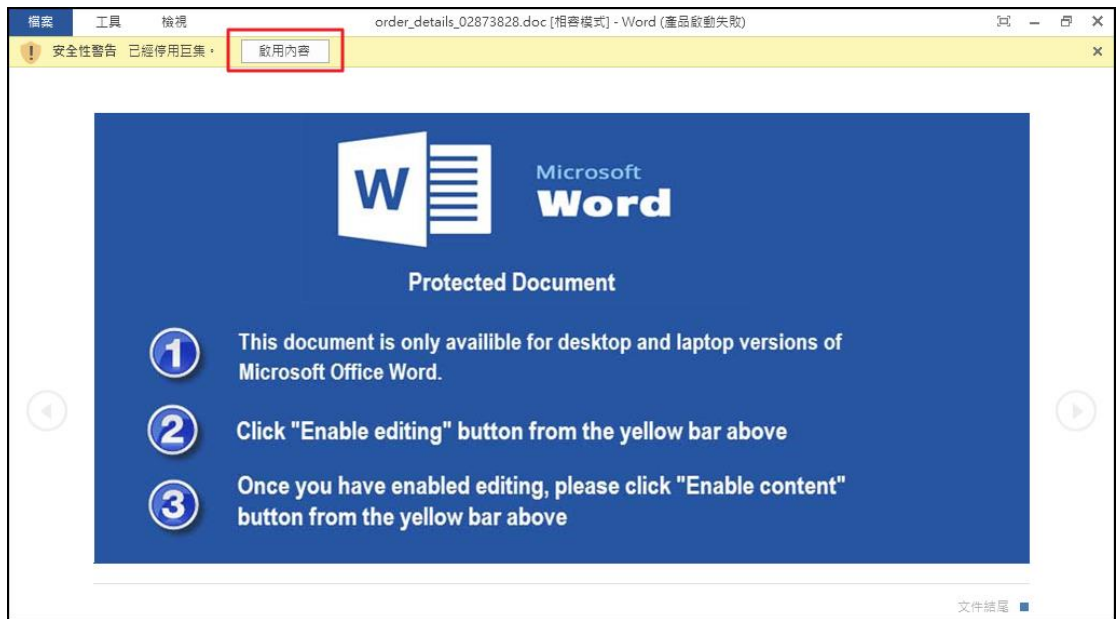 檔案 工具 檢視 order_details_02873828.doc [相容模式] - Word (產品啟動失敗)
安全性警告 已經停用巨集。 啟用內容
W
Microsoft
Word
Protected Document
1 This document is only availible for desktop and laptop versions of
Microsoft Office Word.
2 Click "Enable editing" button from the yellow bar above
3 Once you have enabled editing, please click "Enable content"
button from the yellow bar above
文件結尾